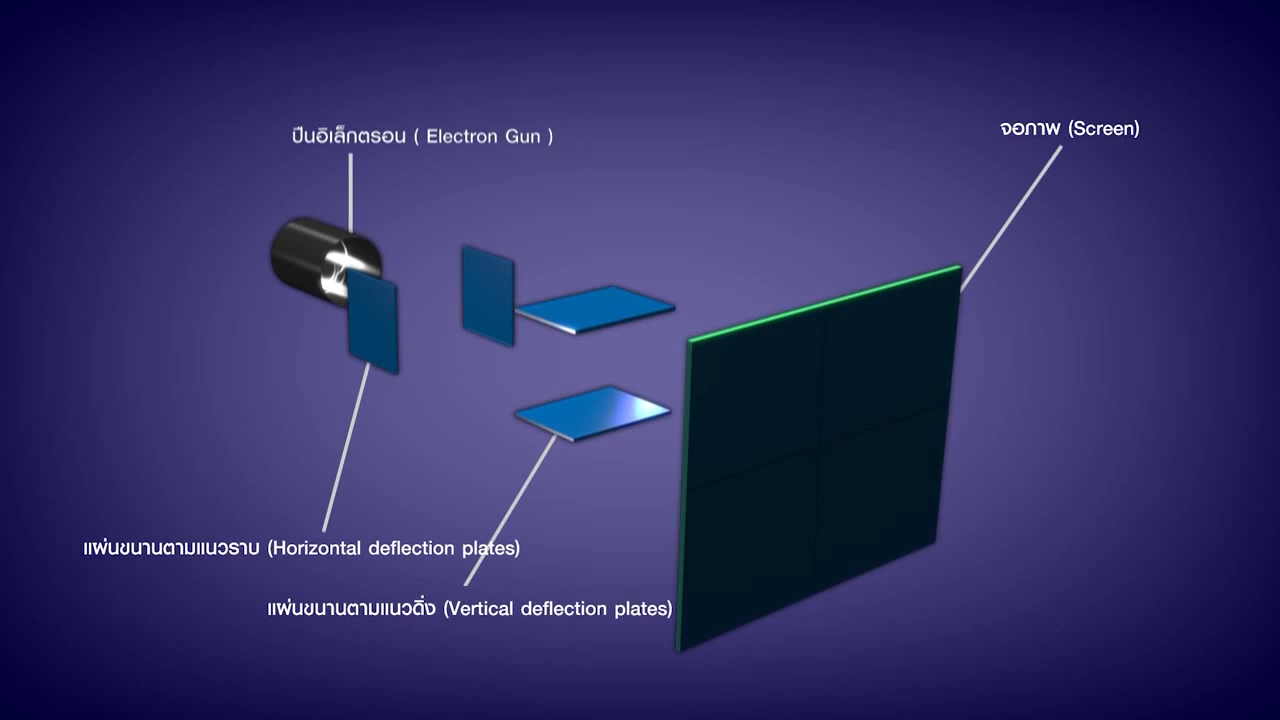 ปืนอิเล็กตรอน ( Electron Gun )
จอภาพ (Screen)
แผ่นขนานตามแนวราบ (Horizontal deflection plates)
แผ่นขนานตามแนวดิ่ง (Vertical deflection plates)